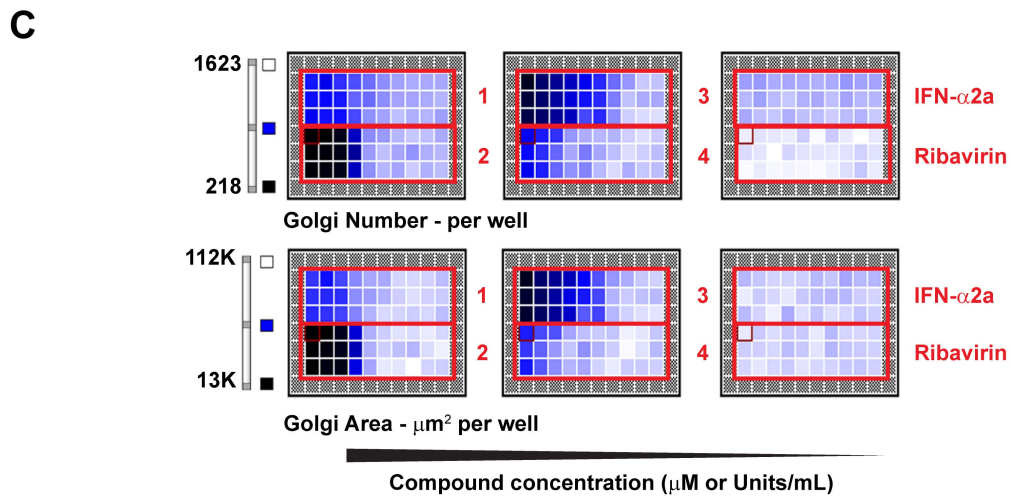 C
1623
218
1
2
3
4
IFN-α2a
Ribavirin
Golgi Number - per well
112K
13K
1
2
3
4
IFN-α2a
Ribavirin
Golgi Area - μm² per well
Compound concentration (μM or Units/mL)